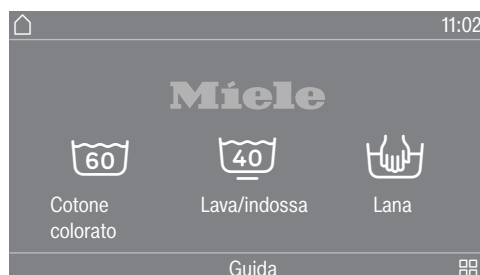 11:02
Miele
60
40
Cotone
colorato
Lava/indossa
Lana
Guida